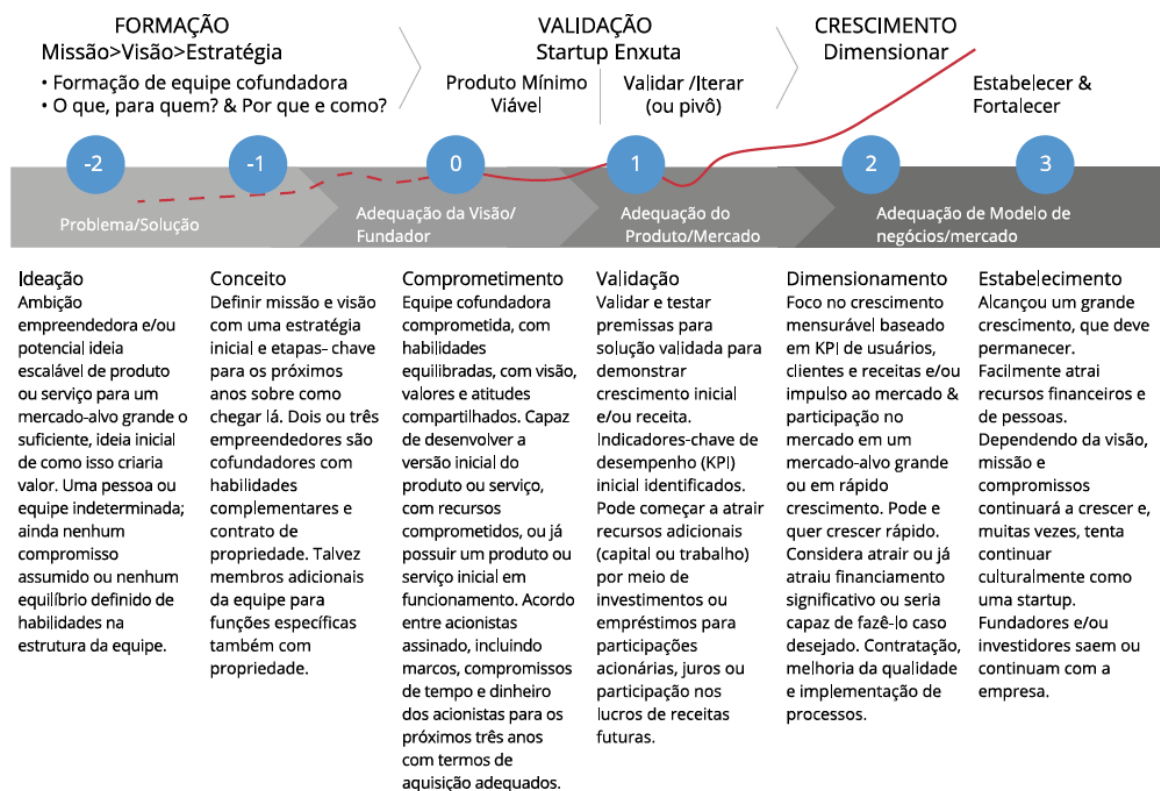 FORMAÇÃO
Missão>Visão>Estratégia
• Formação de equipe cofundadora
• O que, para quem? & Por que e como?
VALIDAÇÃO
Startup Enxuta
Produto Mínimo
Viável
Validar /Iterar
(ou pivô)
CRESCIMENTO
Dimensionar
Estabelecer &
Fortalecer
-2
-1
0
1
2
3
Problema/Solução
Adequação da Visão/
Fundador
Adequação do
Produto/Mercado
Adequação de Modelo de
negócios/mercado
Ideação
Ambição
empreendedora e/ou
potencial ideia
escalável de produto
ou serviço para um
mercado-alvo grande o
suficiente, ideia inicial
de como isso criaria
valor. Uma pessoa ou
equipe indeterminada;
ainda nenhum
compromisso
assumido ou nenhum
equilíbrio definido de
habilidades na
estrutura da equipe.
Conceito
Definir missão e visão
com uma estratégia
inicial e etapas- chave
para os próximos
anos sobre como
chegar lá. Dois ou três
empreendedores são
cofundadores com
habilidades
complementares e
contrato de
propriedade. Talvez
membros adicionais
da equipe para
funções específicas
também com
propriedade.
Comprometimento
Equipe cofundadora
comprometida, com
habilidades
equilibradas, com visão,
valores e atitudes
compartilhados. Capaz
de desenvolver a
versão inicial do
produto ou serviço,
com recursos
comprometidos, ou já
possuir um produto ou
serviço inicial em
funcionamento. Acordo
entre acionistas
assinado, incluindo
marcos, compromissos
de tempo e dinheiro
dos acionistas para os
próximos três anos
com termos de
aquisição adequados.
Validação
Validar e testar
premissas para
solução validada para
demonstrar
crescimento inicial
e/ou receita.
Indicadores-chave de
desempenho (KPI)
inicial identificados.
Pode começar a atrair
recursos adicionais
(capital ou trabalho)
por meio de
investimentos ou
empréstimos para
participações
acionárias, juros ou
participação nos
lucros de receitas
futuras.
Dimensionamento
Foco no crescimento
mensurável baseado
em KPI de usuários,
clientes e receitas e/ou
impulso ao mercado &
participação no
mercado em um
mercado-alvo grande
ou em rápido
crescimento. Pode e
quer crescer rápido.
Considera atrair ou já
atraiu financiamento
significativo ou seria
capaz de fazê-lo caso
desejado. Contratação,
melhoria da qualidade
e implementação de
processos.
Estabelecimento
Alcançou um grande
crescimento, que deve
permanecer.
Facilmente atrai
recursos financeiros e
de pessoas.
Dependendo da visão,
missão e
compromissos
continuará a crescer e,
muitas vezes, tenta
continuar
culturalmente como
uma startup.
Fundadores e/ou
investidores saem ou
continuam com a
empresa.